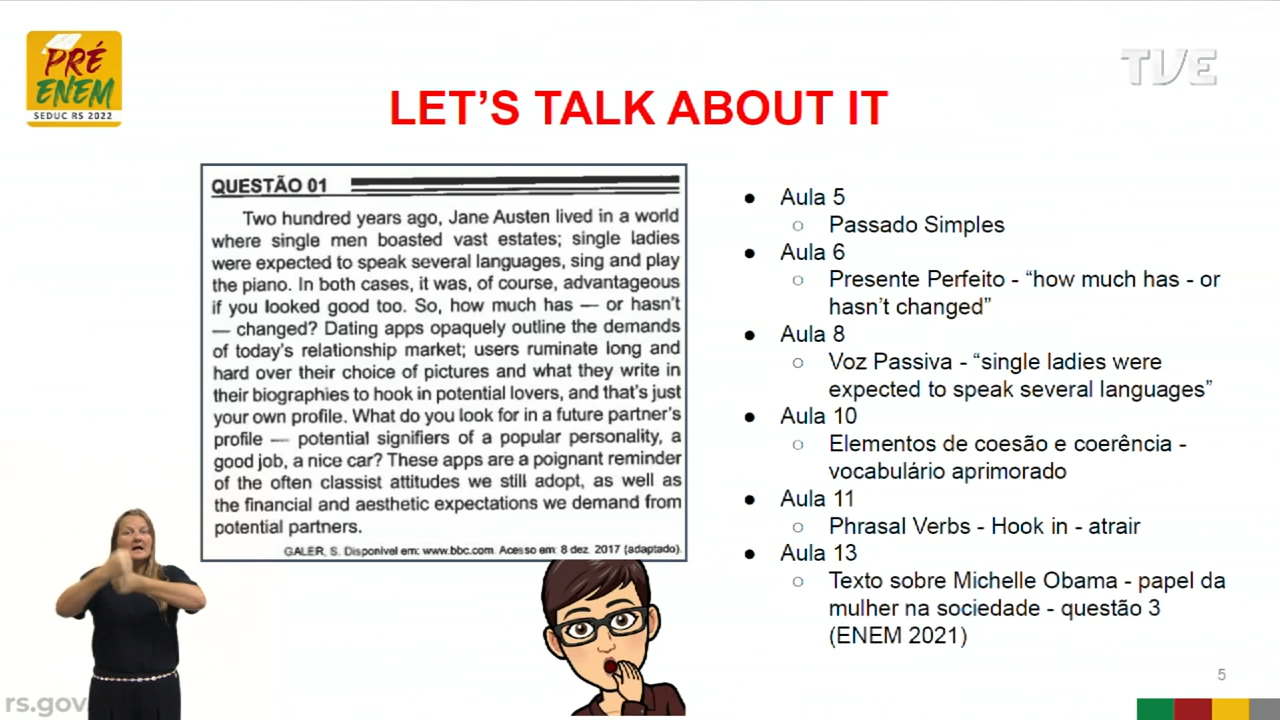 PRÉ
ENEM
SEDUC RS 2022
TVE
LET'S TALK ABOUT IT
QUESTÃO 01
Two hundred years ago, Jane Austen lived in a world
where single men boasted vast estates; single ladies
were expected to speak several languages, sing and play
the piano. In both cases, it was, of course, advantageous
if you looked good too. So, how much has — or hasn't
— changed? Dating apps opaquely outline the demands
of today's relationship market; users ruminate long and
hard over their choice of pictures and what they write in
their biographies to hook in potential lovers, and that's just
your own profile. What do you look for in a future partner's
profile — potential signifiers of a popular personality, a
good job, a nice car? These apps are a poignant reminder
of the often classist attitudes we still adopt, as well as
the financial and aesthetic expectations we demand from
potential partners.
GALER, S. Disponível em: www.bbc.com. Acesso em: 8 dez. 2017 (adaptado).
● Aula 5
○ Passado Simples
● Aula 6
○ Presente Perfeito - “how much has - or
hasn't changed”
● Aula 8
○ Voz Passiva - “single ladies were
expected to speak several languages”
● Aula 10
○ Elementos de coesão e coerência -
vocabulário aprimorado
● Aula 11
○ Phrasal Verbs - Hook in - atrair
● Aula 13
○ Texto sobre Michelle Obama - papel da
mulher na sociedade - questão 3
(ENEM 2021)
5
rs.gov.